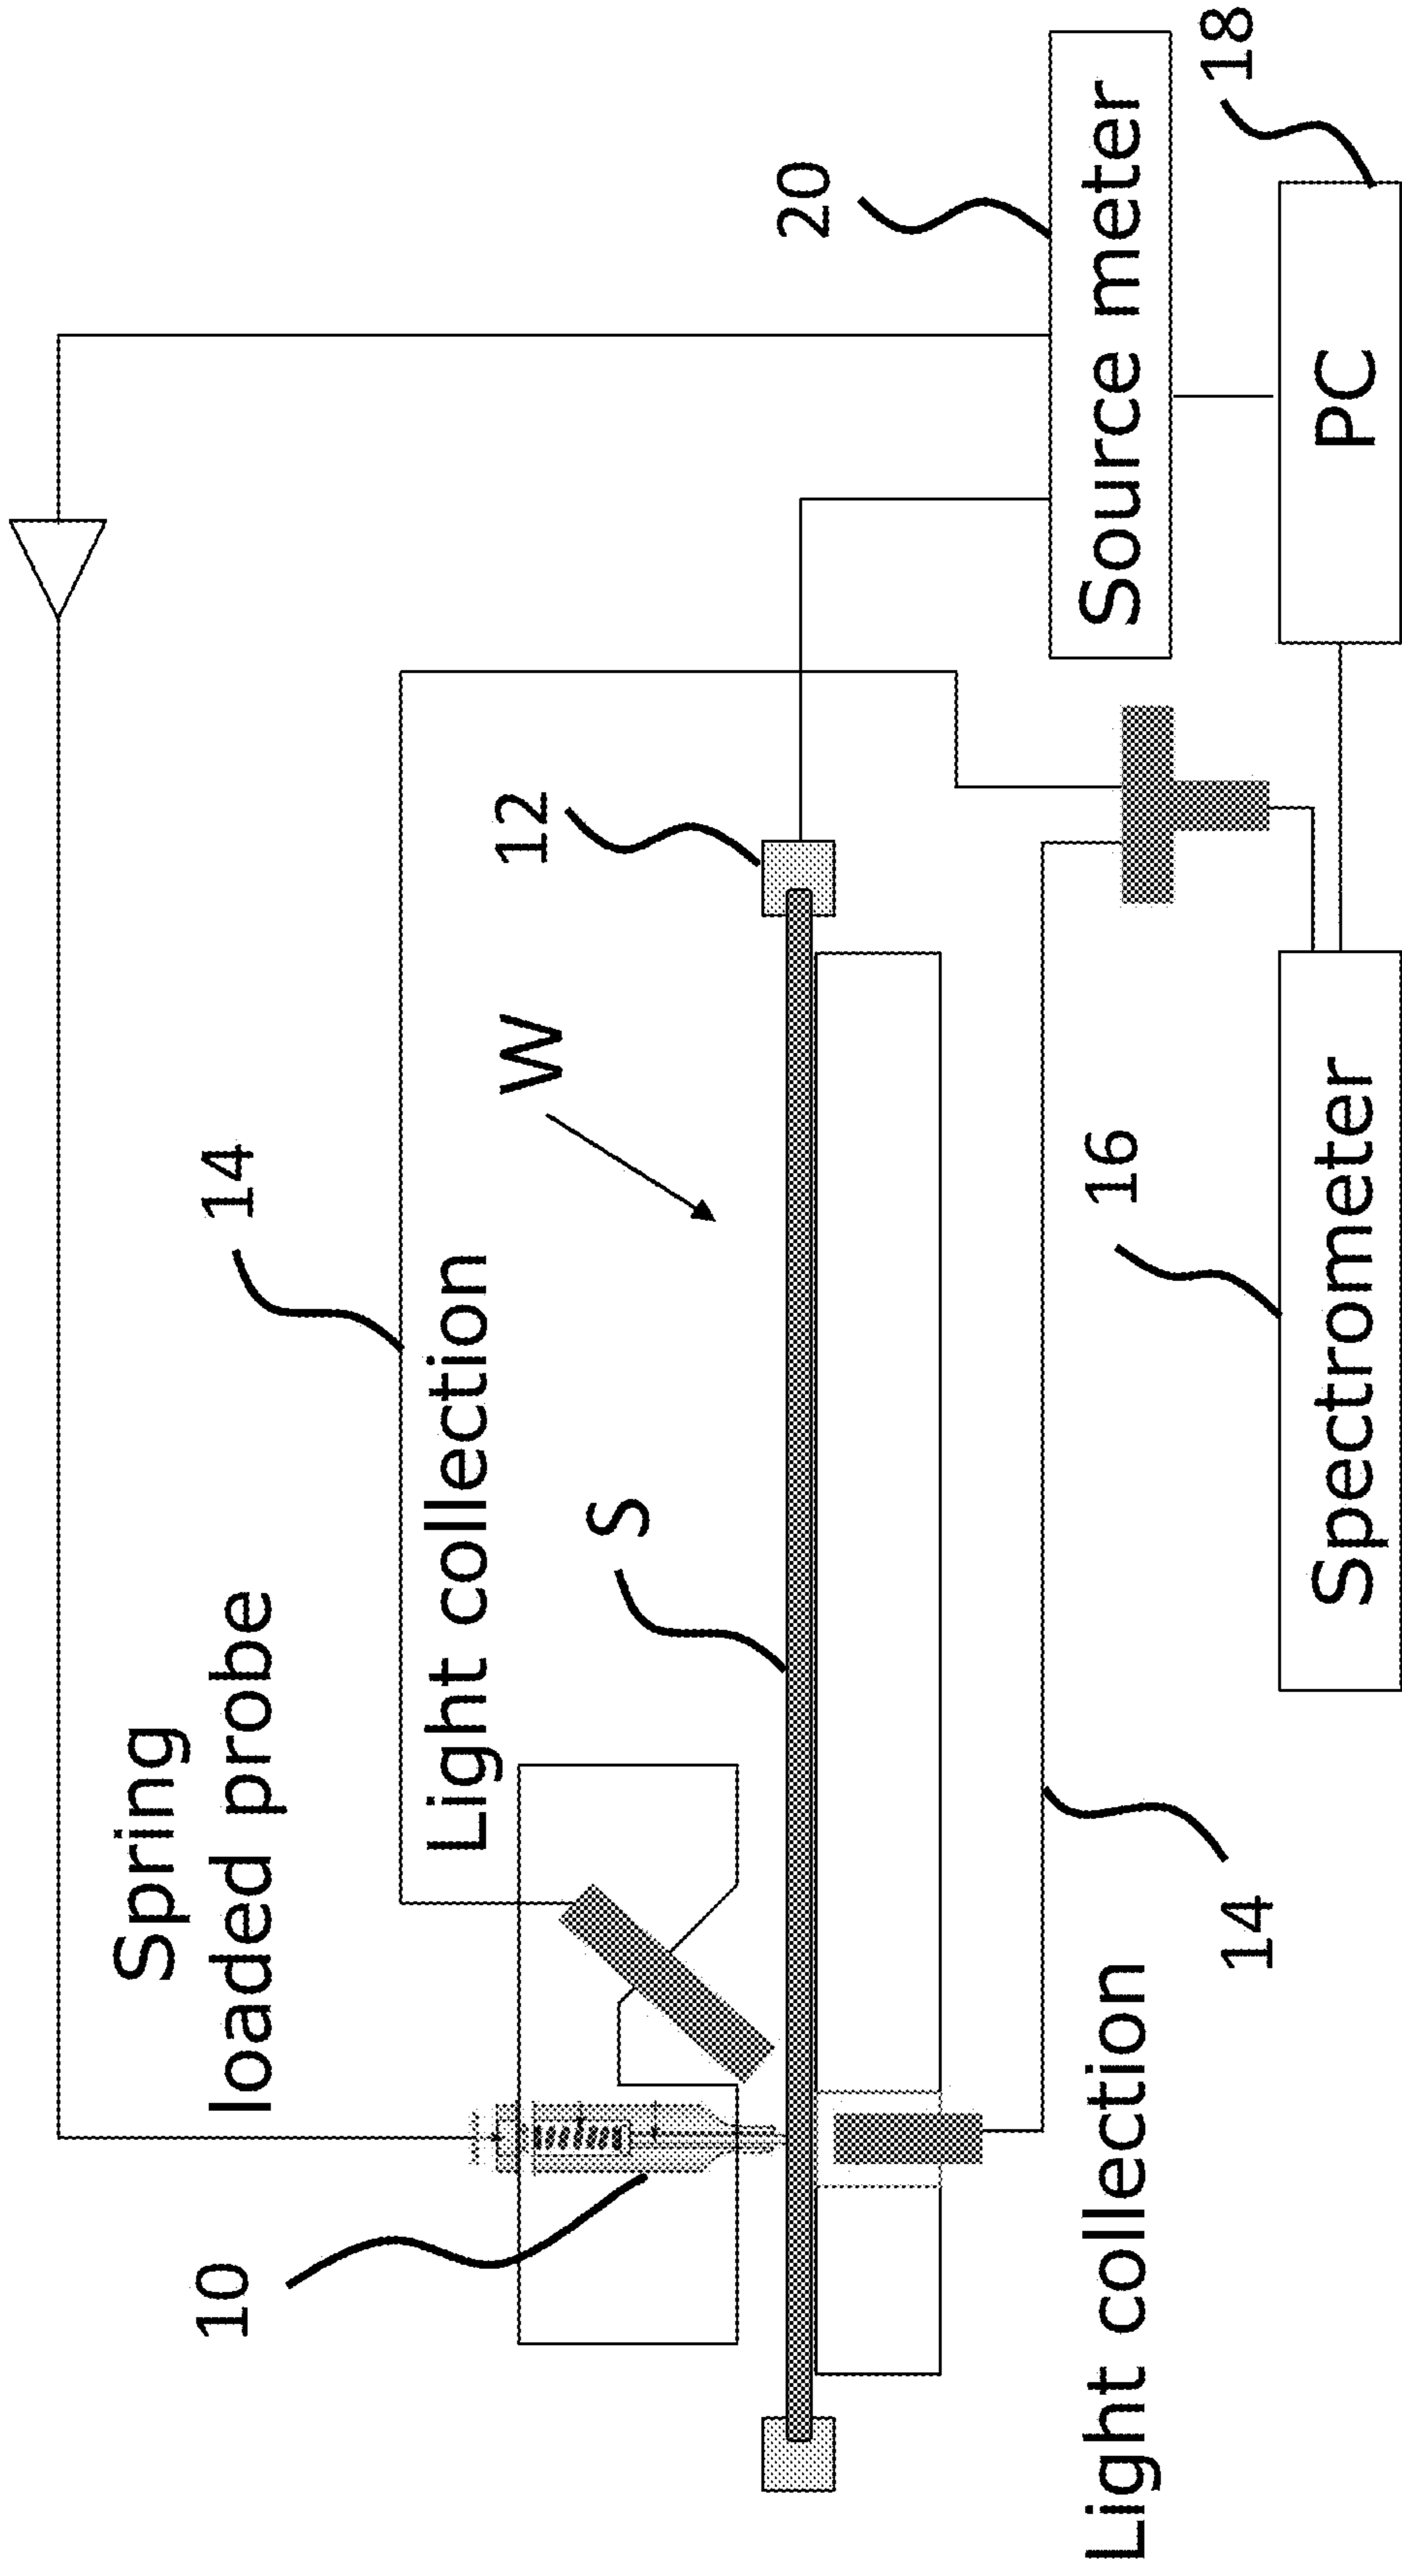 Spring
loaded probe
10
14
Light collection
W
12
S
20
Source meter
18
PC
16
Spectrometer
14
Light collection